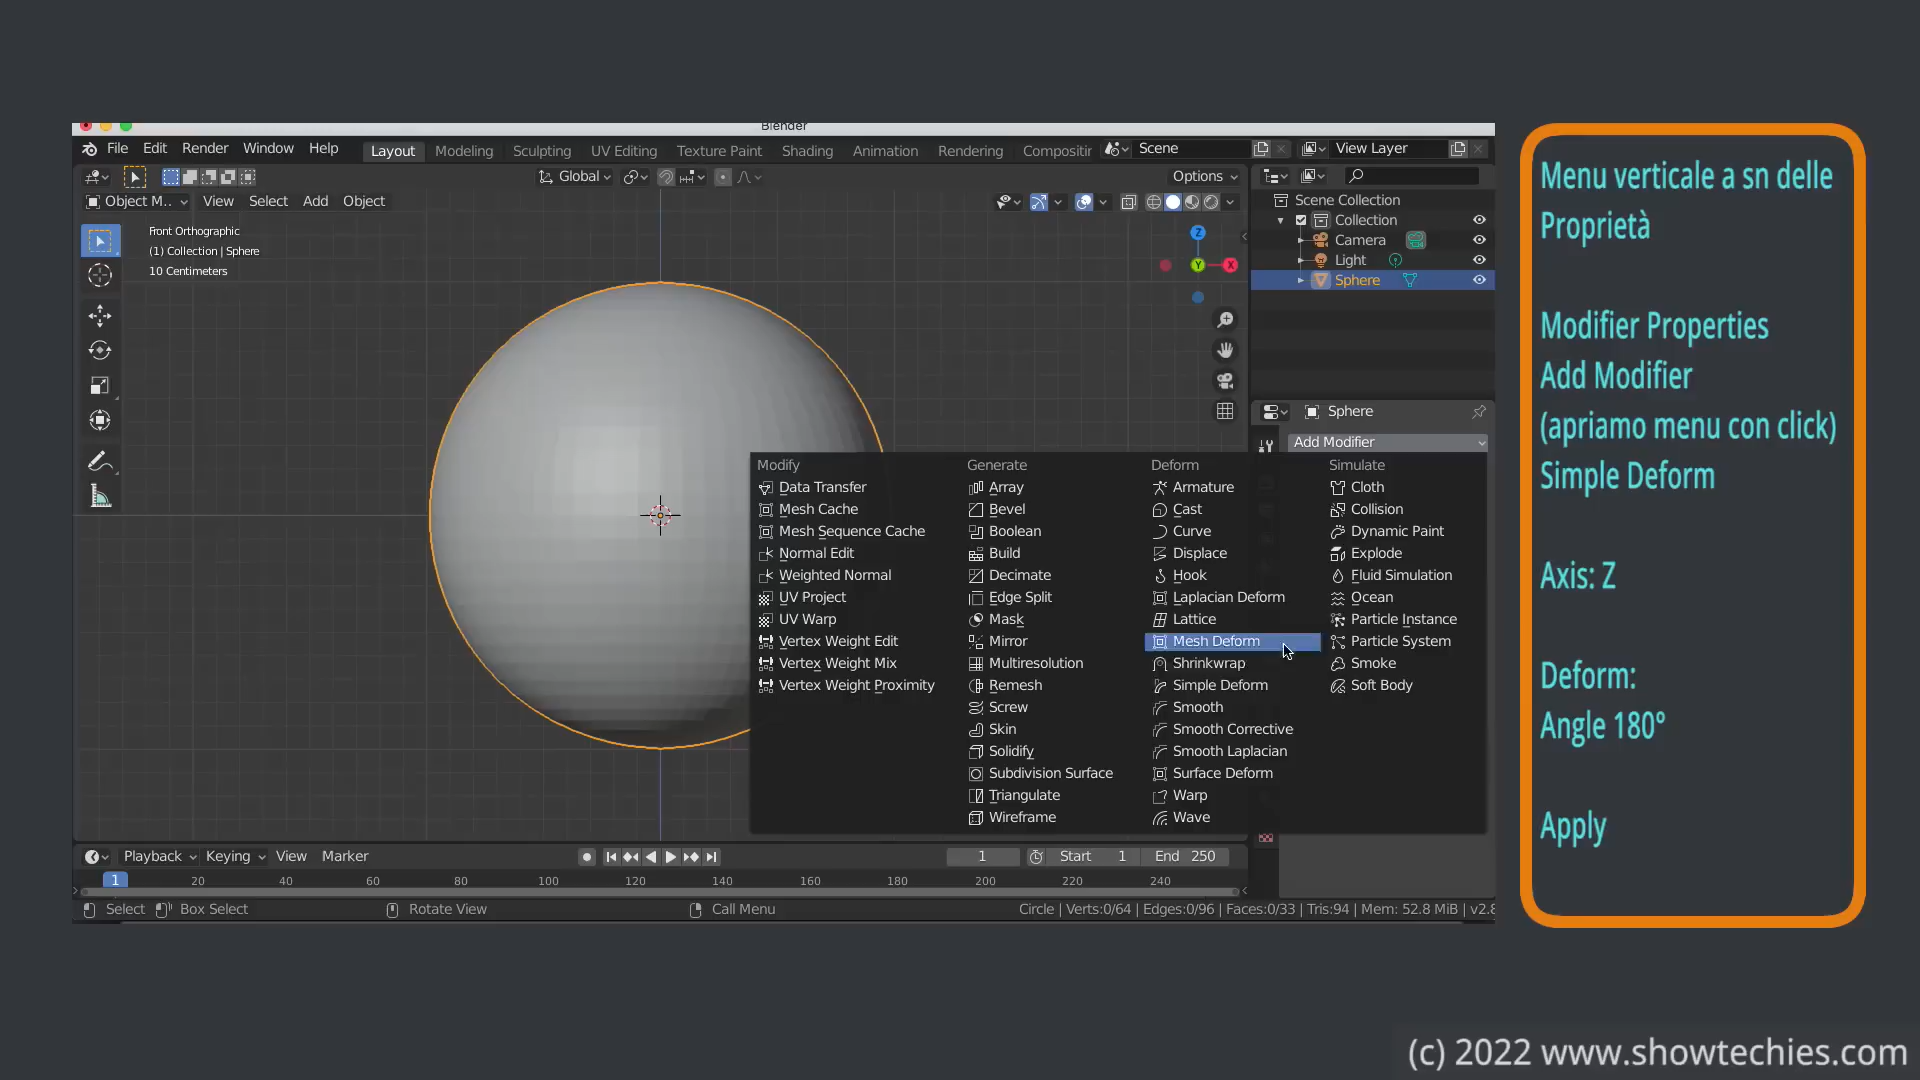 Blender
File Edit Render Window Help
Layout Modeling Sculpting UV Editing Texture Paint Shading Animation Rendering Compositir
Scene
View Layer
Global
Options
Object M..
View Select Add Object
Front Orthographic
(1) Collection | Sphere
10 Centimeters
Z
Y
X
Scene Collection
Collection
Camera
Light
Sphere
Sphere
Add Modifier
Modify
Data Transfer
Mesh Cache
Mesh Sequence Cache
Normal Edit
Weighted Normal
UV Project
UV Warp
Vertex Weight Edit
Vertex Weight Mix
Vertex Weight Proximity
Generate
Array
Bevel
Boolean
Build
Decimate
Edge Split
Mask
Mirror
Multiresolution
Remesh
Screw
Skin
Solidify
Subdivision Surface
Triangulate
Wireframe
Deform
Armature
Cast
Curve
Displace
Hook
Laplacian Deform
Lattice
Mesh Deform
Shrinkwrap
Simple Deform
Smooth
Smooth Corrective
Smooth Laplacian
Surface Deform
Warp
Wave
Simulate
Cloth
Collision
Dynamic Paint
Explode
Fluid Simulation
Ocean
Particle Instance
Particle System
Smoke
Soft Body
Playback Keying View Marker
1
Start 1
End 250
1 20 40 60 80 100 120 140 160 180 200 220 240
Select Box Select Rotate View Call Menu
Circle | Verts:0/64 | Edges:0/96 | Faces:0/33 | Tris:94 | Mem: 52.8 MiB | v2.8
Menu verticale a sn delle
Proprietà
Modifier Properties
Add Modifier
(apriamo menu con click)
Simple Deform
Axis: Z
Deform:
Angle 180º
Apply
(c) 2022 www.showtechies.com